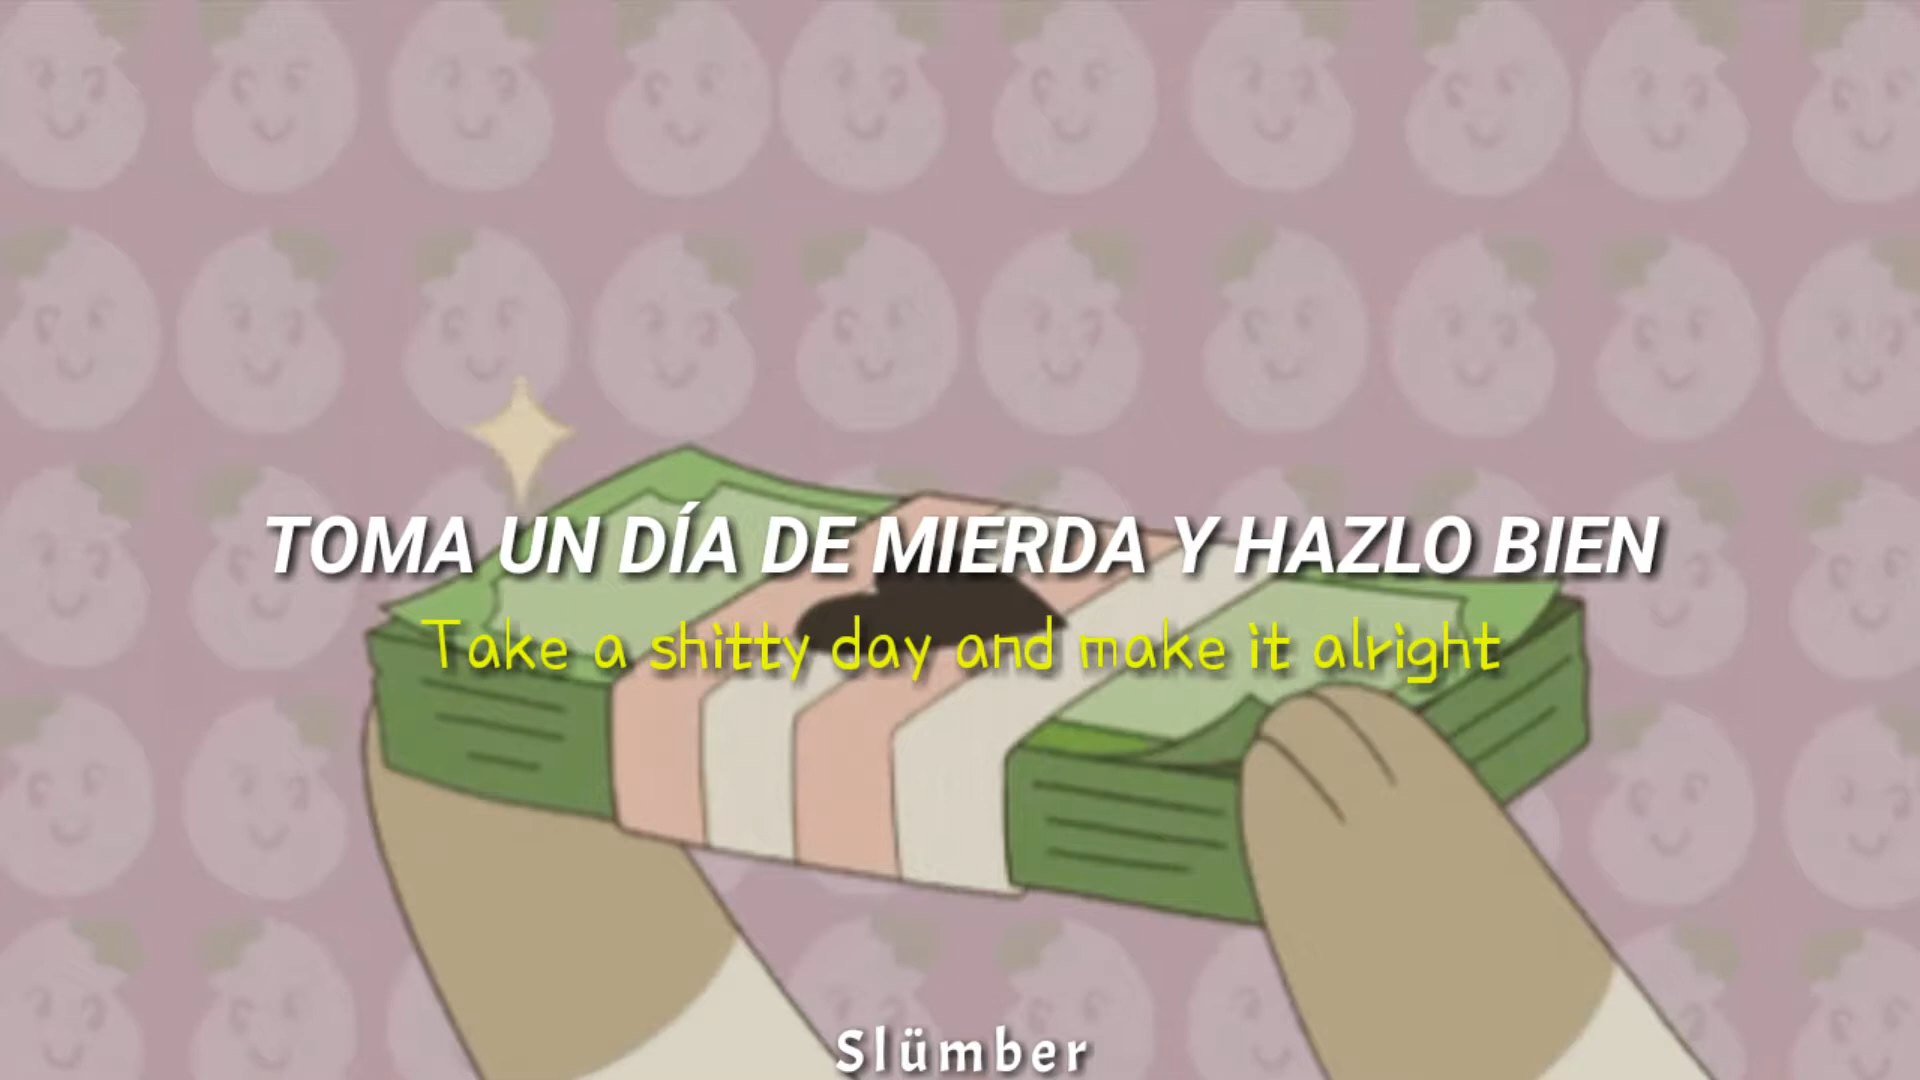 TOMA UN DÍA DE MIERDA Y HAZLO BIEN
Take a shitty day and make it alright
Slümber